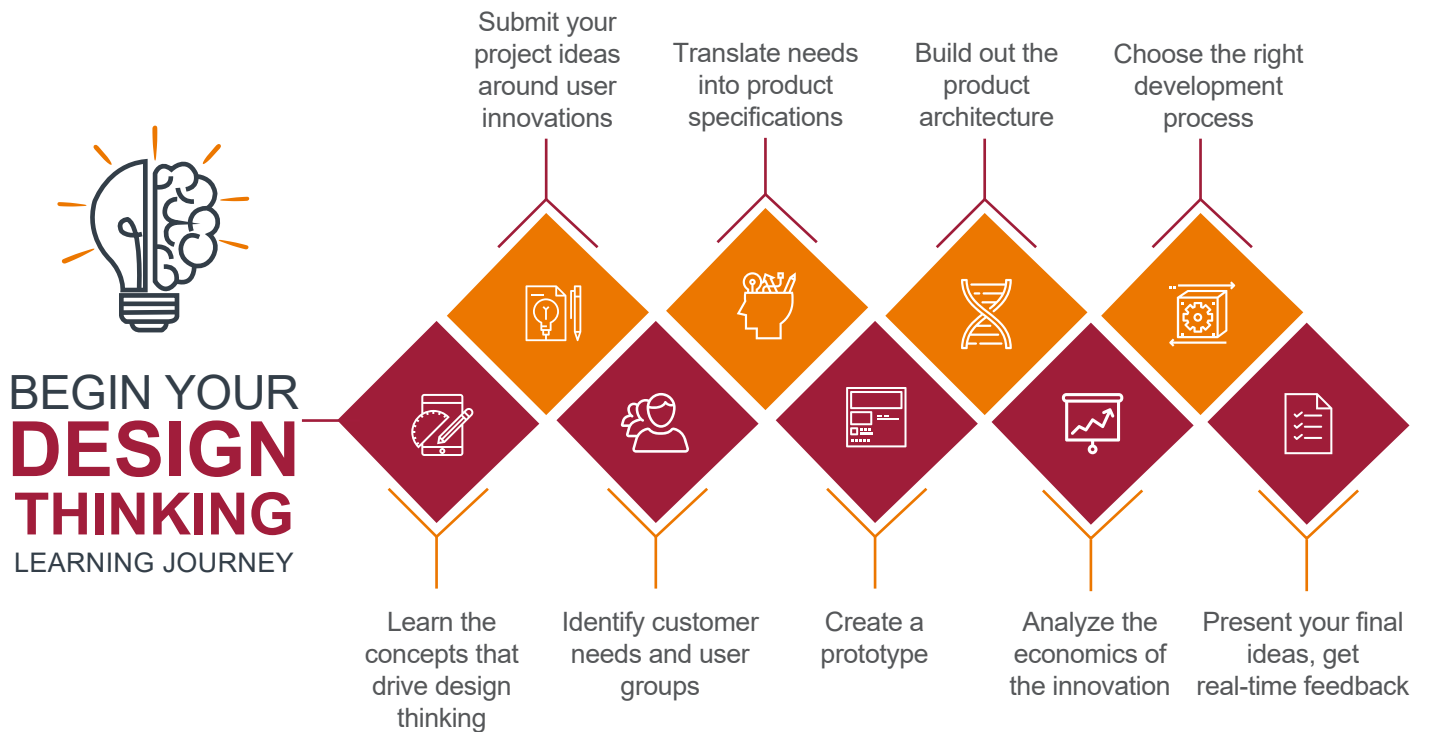 BEGIN YOUR
DESIGN
THINKING
LEARNING JOURNEY
Learn the
concepts that
drive design
thinking
Submit your
project ideas
around user
innovations
Identify customer
needs and user
groups
Translate needs
into product
specifications
Create a
prototype
Build out the
product
architecture
Analyze the
economics of
the innovation
Choose the right
development
process
Present your final
ideas, get
real-time feedback